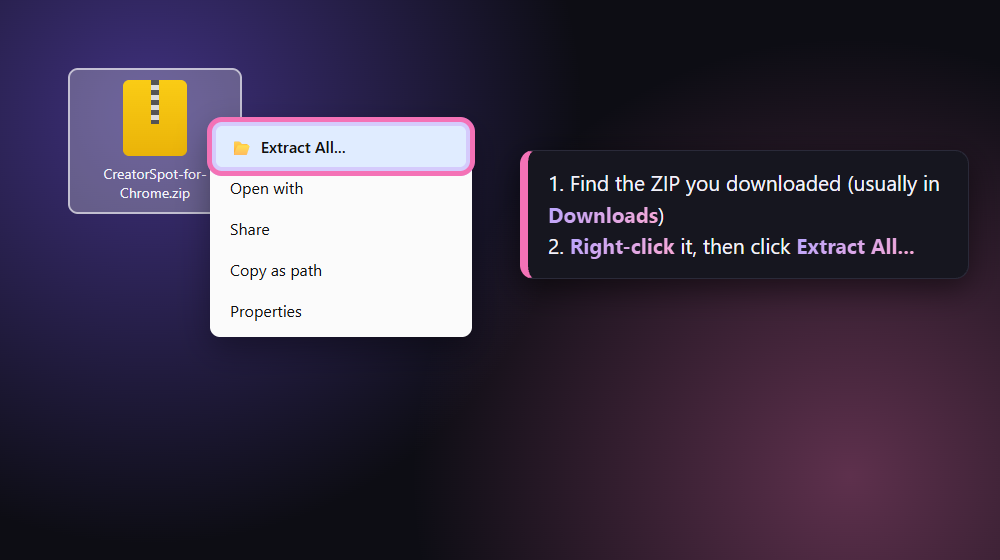 CreatorSpot-for-
Chrome.zip
Extract All...
Open with
Share
Copy as path
Properties
1. Find the ZIP you downloaded (usually in
Downloads)
2. Right-click it, then click Extract All...